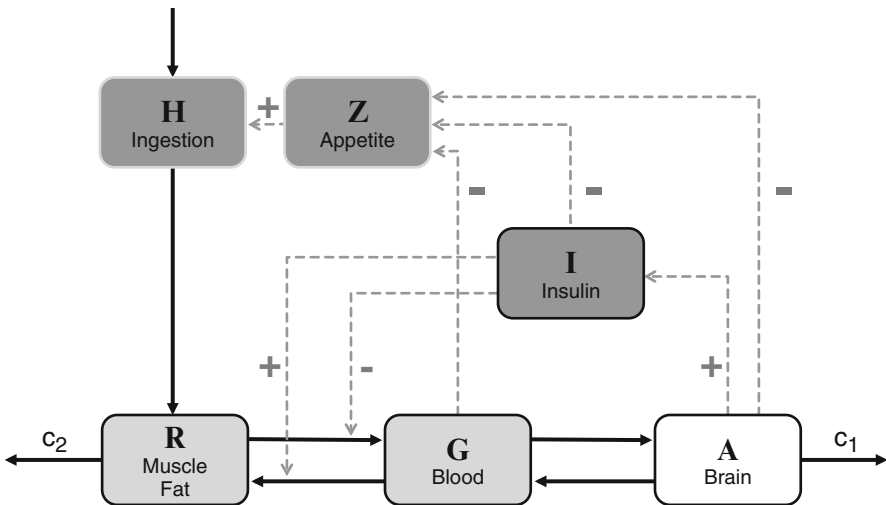 H
Ingestion
+
Z
Appetite
-
-
-
I
Insulin
+
-
+
c2
R
Muscle
Fat
G
Blood
A
Brain
c1